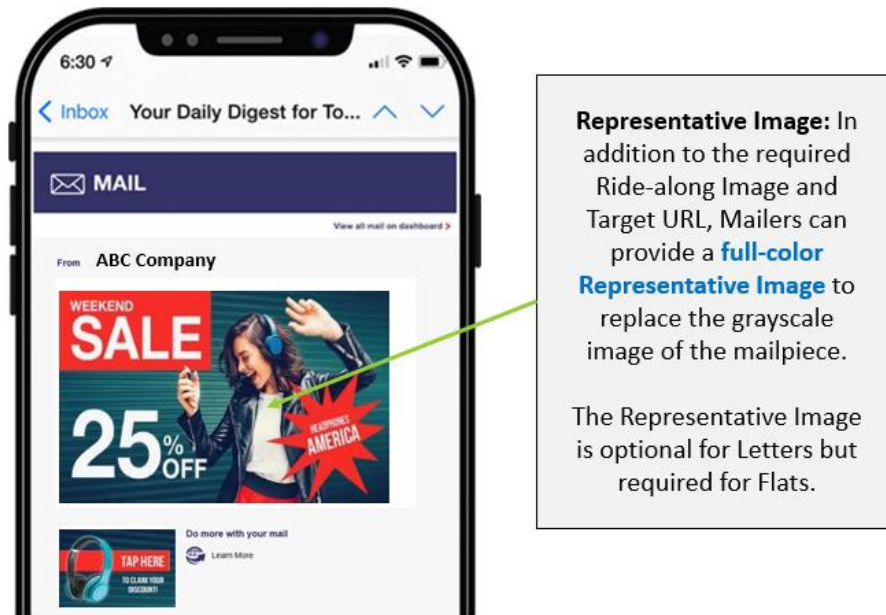 6:30
Inbox Your Daily Digest for To...
MAIL
View all mail on dashboard >
From ABC Company
WEEKEND
SALE
25% OFF
HEADPHONES
AMERICA
TAP HERE
TO CLAIM YOUR
DISCOUNT!
Do more with your mail
Learn More
Representative Image: In
addition to the required
Ride-along Image and
Target URL, Mailers can
provide a full-color
Representative Image to
replace the grayscale
image of the mailpiece.
The Representative Image
is optional for Letters but
required for Flats.